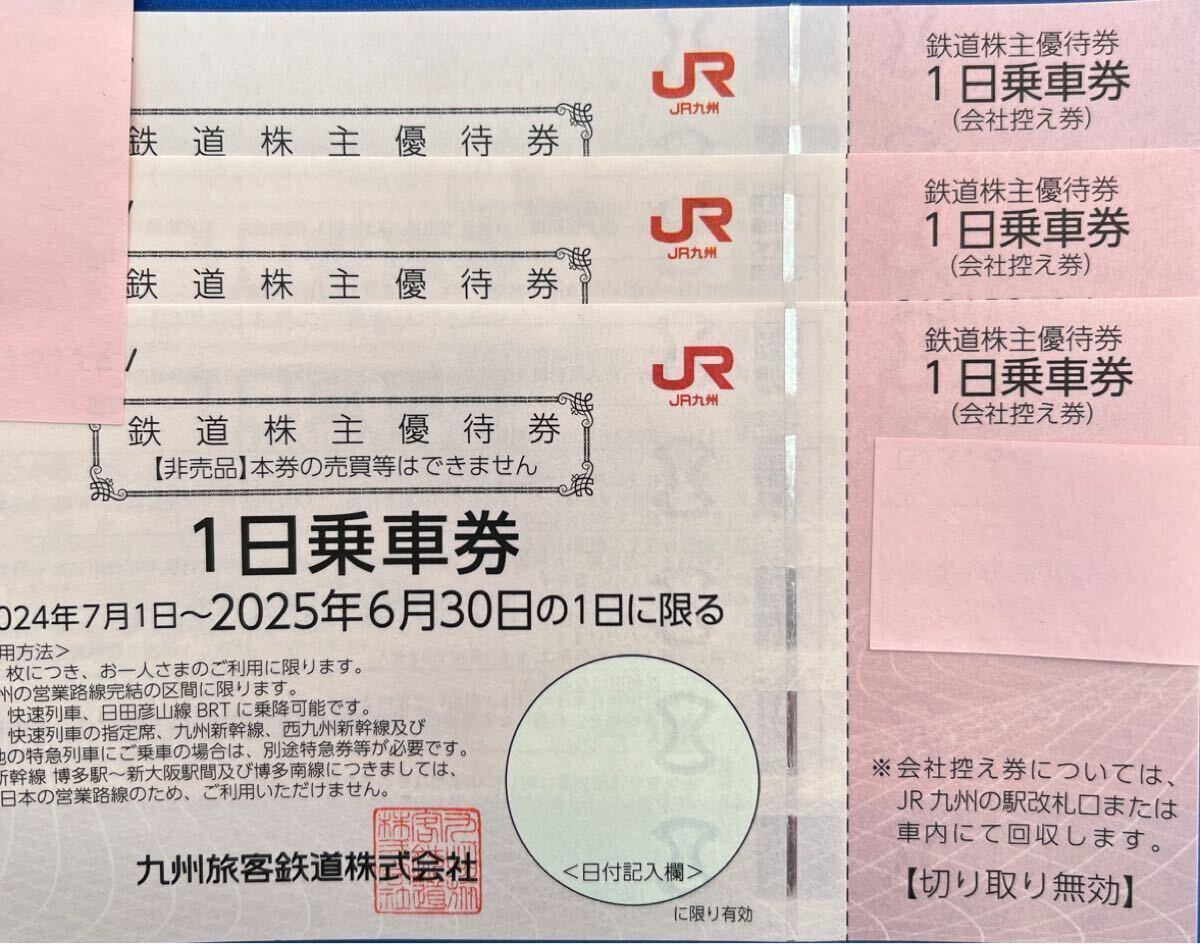 JR
JR九州
鉄道株主優待券
鉄道株主優待券
1日乗車券
(会社控え券)
JR
JR九州
鉄道株主優待券
鉄道株主優待券
1日乗車券
(会社控え券)
JR
JR九州
鉄道株主優待券
【非売品】本券の売買等はできません
1日乗車券
024年7月1日～2025年6月30日の1日に限る
用方法＞
枚につき、お一人さまのご利用に限ります。
州の営業路線完結の区間に限ります。
快速列車、日田彦山線BRTに乗降可能です。
快速列車の指定席、九州新幹線、西九州新幹線及び
他の特急列車にご乗車の場合は、別途特急券等が必要です。
新幹線 博多駅～新大阪駅間及び博多南線につきましては、
日本の営業路線のため、ご利用いただけません。
九州旅客鉄道株式会社
＜日付記入欄＞
に限り有効
鉄道株主優待券
1日乗車券
(会社控え券)
※会社控え券については、
JR九州の駅改札口または
車内にて回収します。
【切り取り無効】